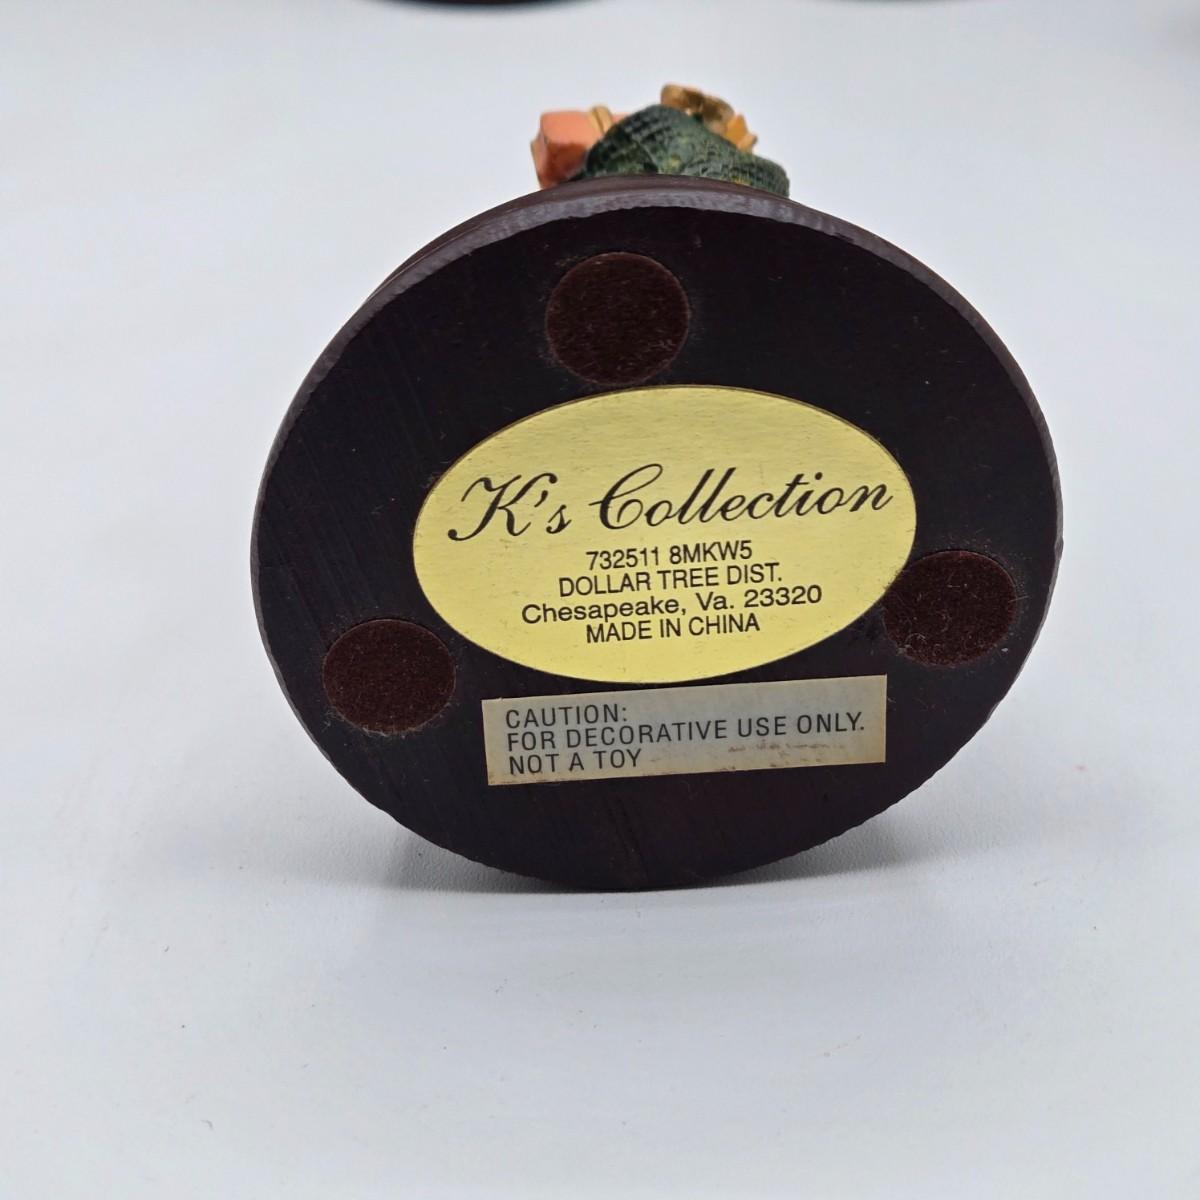 K's Collection
732511 8MKW5
DOLLAR TREE DIST.
Chesapeake, Va. 23320
MADE IN CHINA
CAUTION:
FOR DECORATIVE USE ONLY.
NOT A TOY